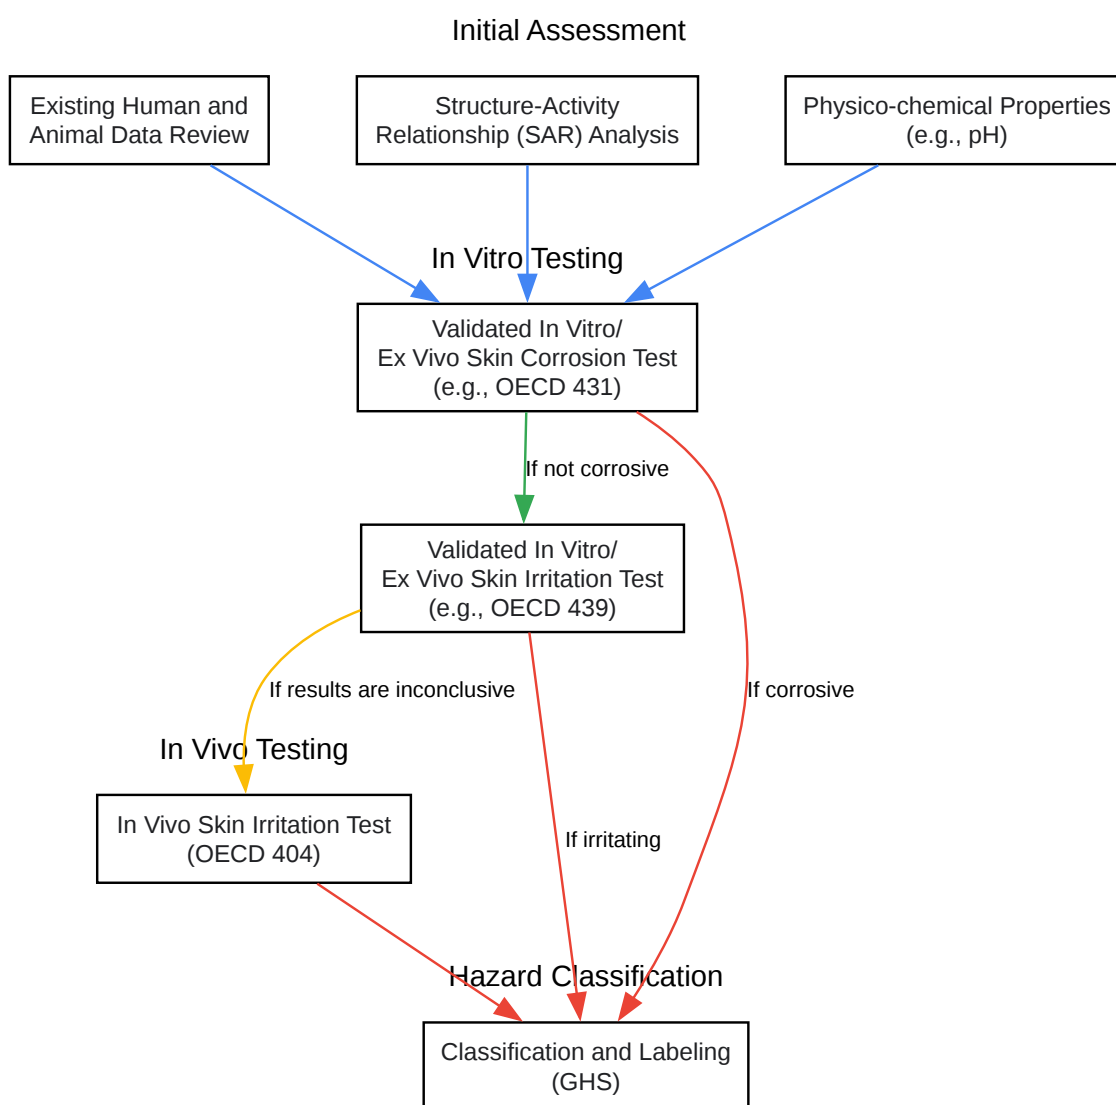 Initial Assessment
Existing Human and
Animal Data Review
Structure-Activity
Relationship (SAR) Analysis
Physico-chemical Properties
(e.g., pH)
In Vitro Testing
Validated In Vitro/
Ex Vivo Skin Corrosion Test
(e.g., OECD 431)
If not corrosive
Validated In Vitro/
Ex Vivo Skin Irritation Test
(e.g., OECD 439)
If results are inconclusive
If corrosive
In Vivo Testing
In Vivo Skin Irritation Test
(OECD 404)
If irritating
Hazard Classification
Classification and Labeling
(GHS)